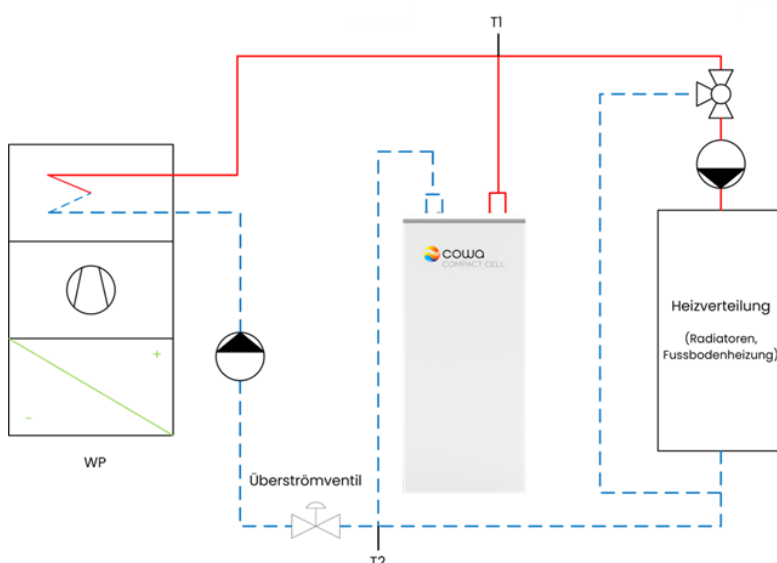 T1
cowa
COMPACT CELL
Heizverteilung
(Radiatoren,
Fussbodenheizung)
+
-
WP
Überströmventil
T2